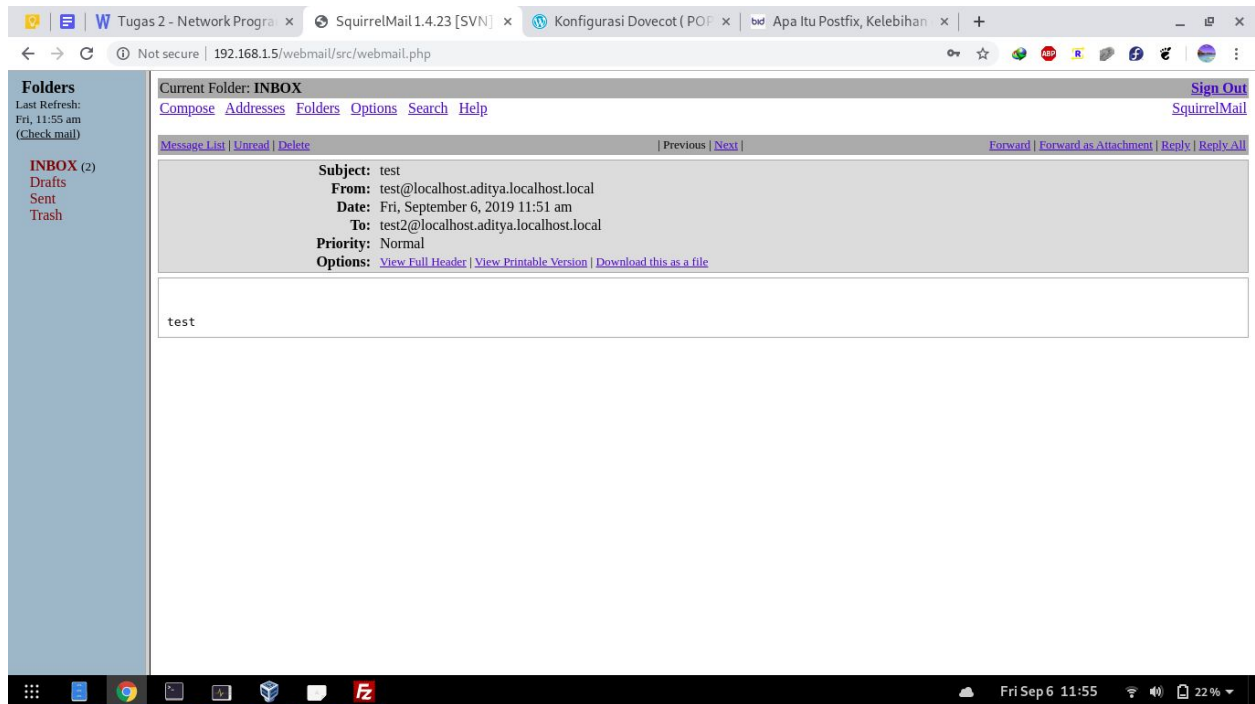 Tugas 2 - Network Progra
SquirrelMail 1.4.23 [SVN]
Konfigurasi Dovecot ( POP
bid
Apa Itu Postfix, Kelebihan
Not secure | 192.168.1.5/webmail/src/webmail.php
ABP
R
Folders
Last Refresh:
Fri, 11:55 am
(Check mail)
INBOX (2)
Drafts
Sent
Trash
Current Folder: INBOX
Sign Out
Compose Addresses Folders Options Search Help
SquirrelMail
Message List | Unread | Delete
| Previous | Next |
Forward | Forward as Attachment | Reply | Reply All
Subject: test
From: test@localhost.aditya.localhost.local
Date: Fri, September 6, 2019 11:51 am
To: test2@localhost.aditya.localhost.local
Priority: Normal
Options: View Full Header | View Printable Version | Download this as a file
test
Fri Sep 6 11:55
22 %